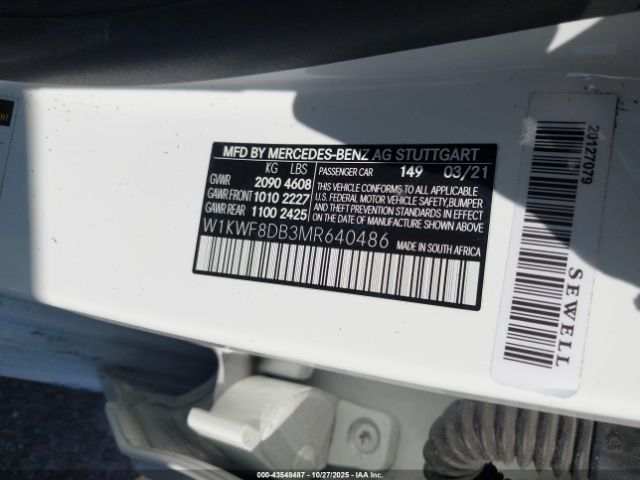 MFD BY MERCEDES-BENZ AG STUTTGART
KG LBS
GVWR 2090 4608
GAWR FRONT 1010 2227
GAWR REAR 1100 2425
PASSENGER CAR 149 03/21
THIS VEHICLE CONFORMS TO ALL APPLICABLE
U.S. FEDERAL MOTOR VEHICLE SAFETY, BUMPER,
AND THEFT PREVENTION STANDARDS IN EFFECT
ON THE DATE OF MANUFACTURE SHOWN ABOVE.
W1KWF8DB3MR640486 MADE IN SOUTH AFRICA
20127079
SEWELL
000-43548487 - 10/27/2025 - IAAI.COM